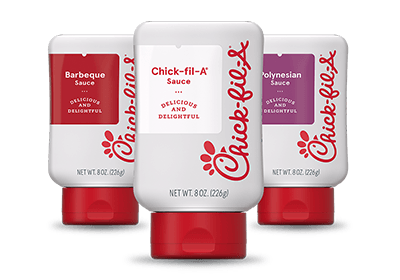 Barbeque
Sauce
DELICIOUS
AND
DELIGHTFUL
Chick-fil-A
NET WT. 8 OZ. (226g)
Chick-fil-A®
Sauce
DELICIOUS
AND
DELIGHTFUL
Chick-fil-A
NET WT. 8 OZ. (226g)
Polynesian
Sauce
DELICIOUS
AND
DELIGHTFUL
Chick-fil-A
NET WT. 8 OZ. (226g)